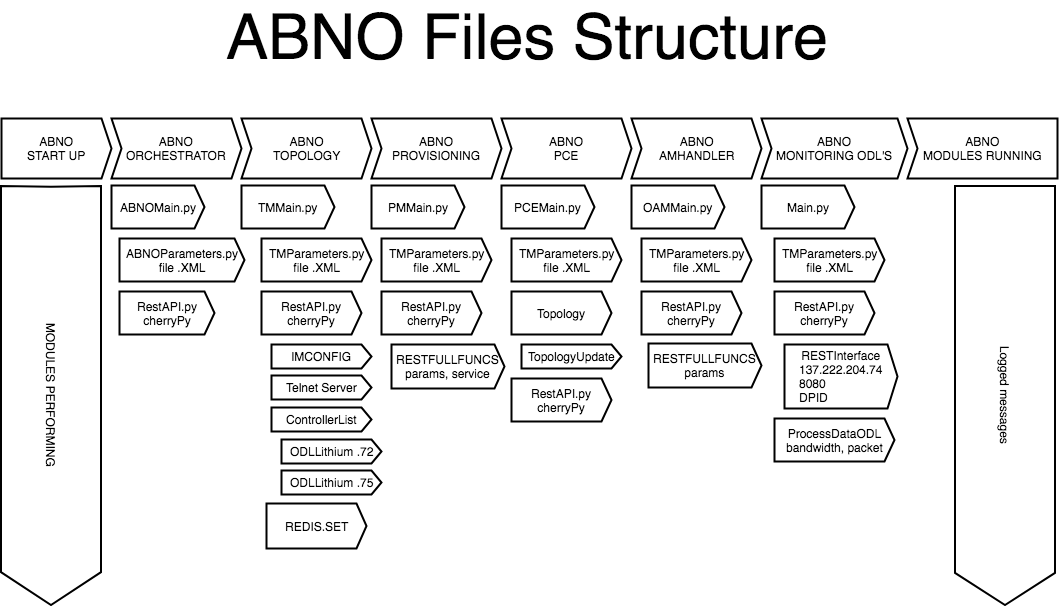 ABNO Files Structure
ABNO
START UP
ABNO
ORCHESTRATOR
ABNO
TOPOLOGY
ABNO
PROVISIONING
ABNO
PCE
ABNO
AMHANDLER
ABNO
MONITORING ODL'S
ABNO
MODULES RUNNING
MODULES PERFORMING
ABNOMain.py
ABNOParameters.py
file .XML
RestAPI.py
cherryPy
TMMain.py
TMParameters.py
file .XML
RestAPI.py
cherryPy
IMCONFIG
Telnet Server
ControllerList
ODLLithium .72
ODLLithium .75
REDIS.SET
PMMain.py
TMParameters.py
file .XML
RestAPI.py
cherryPy
RESTFULLFUNCS
params, service
PCEMain.py
TMParameters.py
file .XML
Topology
TopologyUpdate
RestAPI.py
cherryPy
OAMMain.py
TMParameters.py
file .XML
RestAPI.py
cherryPy
RESTFULLFUNCS
params
Main.py
TMParameters.py
file .XML
RestAPI.py
cherryPy
RESTInterface
137.222.204.74
8080
DPID
ProcessDataODL
bandwidth, packet
Logged messages